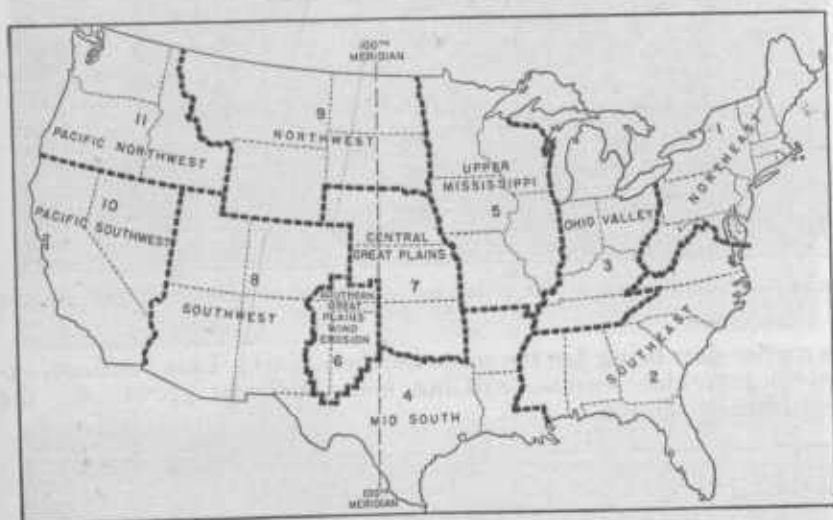 100TH
MERIDIAN
11
PACIFIC NORTHWEST
9
NORTHWEST
UPPER
MISSISSIPPI
5
1
NORTHEAST
OHIO VALLEY
3
10
PACIFIC SOUTHWEST
8
SOUTHWEST
CENTRAL
GREAT PLAINS
7
SOUTHERN
GREAT
PLAINS
WIND
EROSION
6
4
MID SOUTH
SOUTHEAST
2
100TH
MERIDIAN